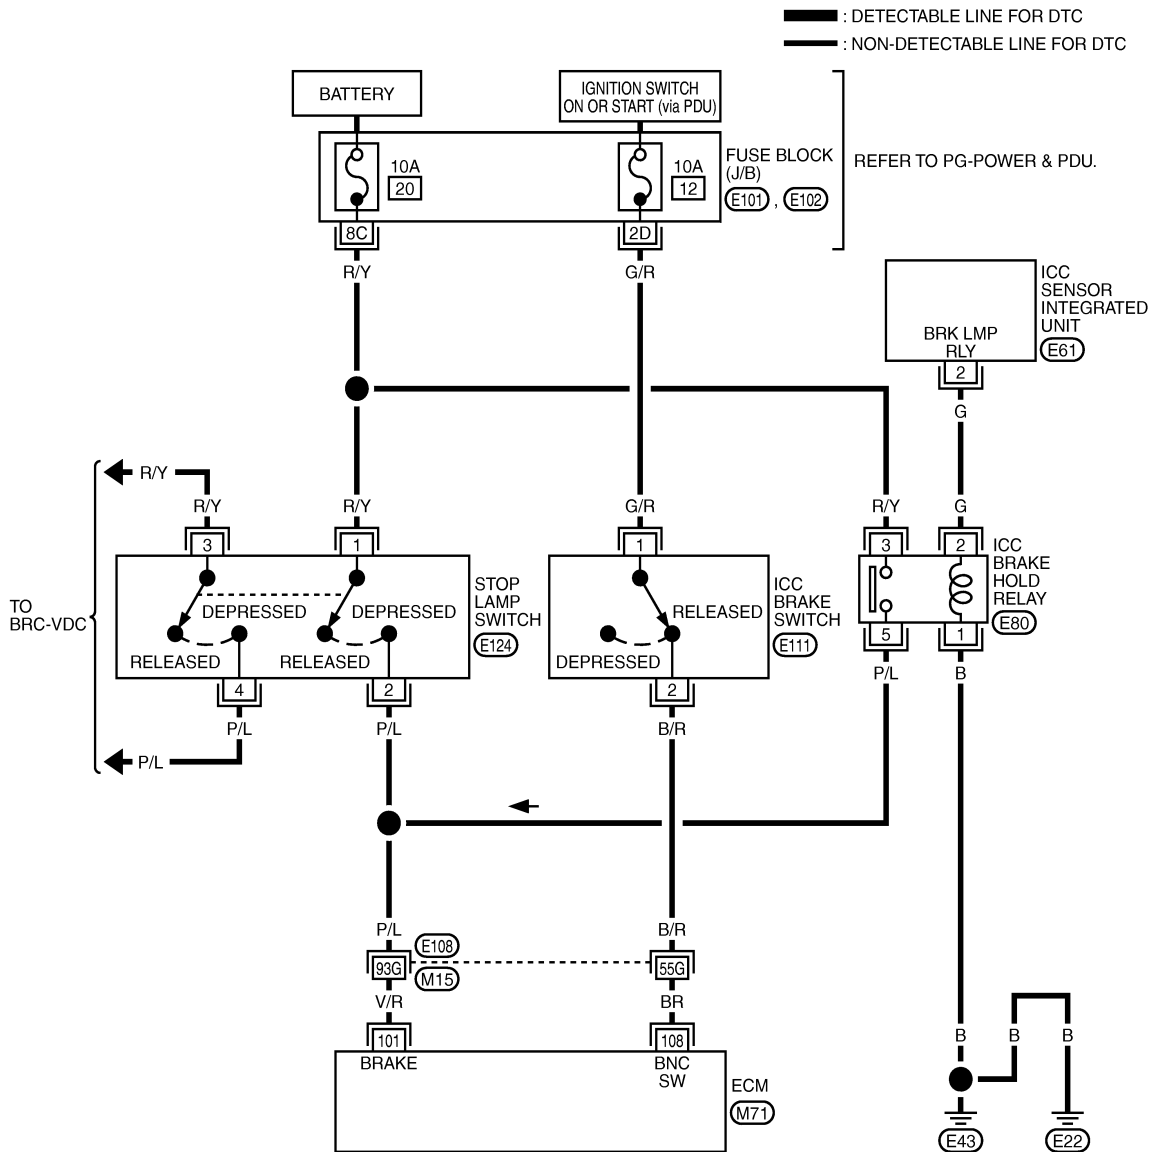 : DETECTABLE LINE FOR DTC
: NON-DETECTABLE LINE FOR DTC
BATTERY
IGNITION SWITCH
ON OR START (via PDU)
10A
20
10A
12
FUSE BLOCK
(J/B)
E101 , E102
REFER TO PG-POWER & PDU.
8C
2D
R/Y
G/R
ICC
SENSOR
INTEGRATED
UNIT
E61
BRK LMP
RLY
2
G
R/Y
R/Y
R/Y
G/R
R/Y
G
3
1
1
3
2
ICC
BRAKE
HOLD
RELAY
E80
TO
BRC-VDC
DEPRESSED
DEPRESSED
RELEASED
RELEASED
STOP
LAMP
SWITCH
E124
RELEASED
DEPRESSED
ICC
BRAKE
SWITCH
E111
5
1
4
2
2
P/L
B
P/L
P/L
B/R
P/L
P/L
B/R
E108
93G
55G
M15
V/R
BR
101
108
BRAKE
BNC
SW
ECM
M71
B
B
B
E43
E22